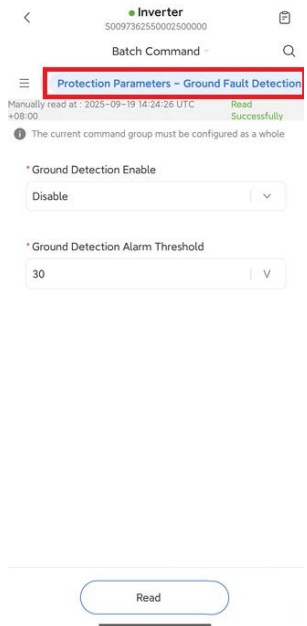 Inverter
S0097362550002500000
Batch Command
Protection Parameters – Ground Fault Detection
Manually read at : 2025-09-19 14:24:26 UTC +08:00
Read Successfully
The current command group must be configured as a whole
* Ground Detection Enable
Disable
* Ground Detection Alarm Threshold
30 V
Read